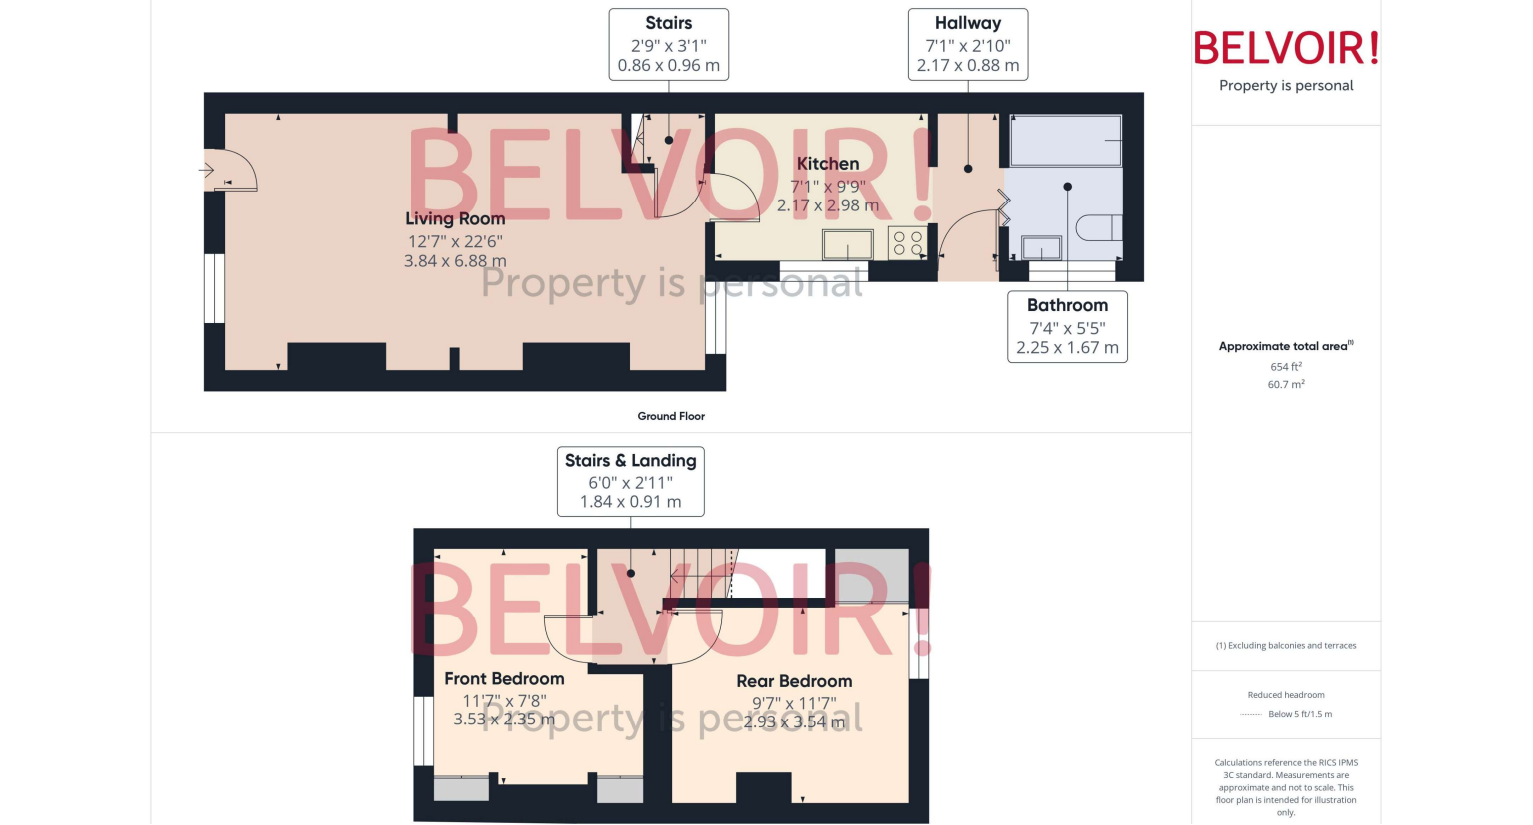 Stairs
2'9" x 3'1"
0.86 x 0.96 m
Hallway
7'1" x 2'10"
2.17 x 0.88 m
BELVOIR!
Property is personal
BELVOIR!
Kitchen
7'1" x 9'9"
2.17 x 2.98 m
Living Room
12'7" x 22'6"
3.84 x 6.88 m
Property is personal
Bathroom
7'4" x 5'5"
2.25 x 1.67 m
Approximate total area(1)
654 ft²
60.7 m²
Ground Floor
Stairs & Landing
6'0" x 2'11"
1.84 x 0.91 m
BELVOIR!
Front Bedroom
11'7" x 7'8"
3.53 x 2.35 m
Rear Bedroom
9'7" x 11'7"
2.93 x 3.54 m
Property is personal
(1) Excluding balconies and terraces
Reduced headroom
Below 5 ft/1.5 m
Calculations reference the RICS IPMS
3C standard. Measurements are
approximate and not to scale. This
floor plan is intended for illustration
only.